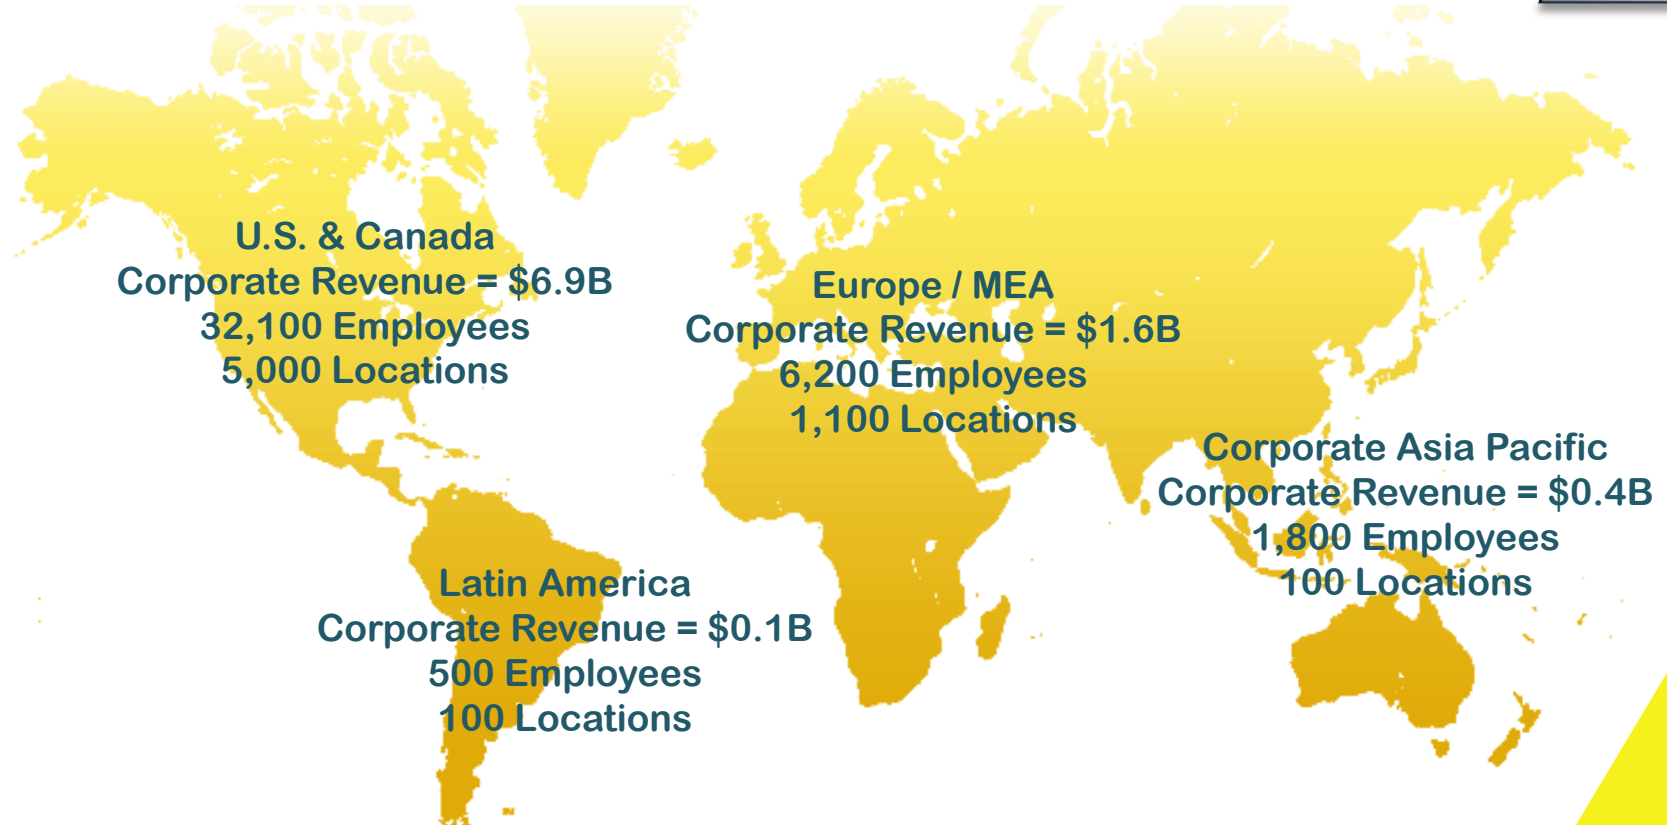 U.S. & Canada
Corporate Revenue = $6.9B
32,100 Employees
5,000 Locations
Europe / MEA
Corporate Revenue = $1.6B
6,200 Employees
1,100 Locations
Corporate Asia Pacific
Corporate Revenue = $0.4B
1,800 Employees
100 Locations
Latin America
Corporate Revenue = $0.1B
500 Employees
100 Locations